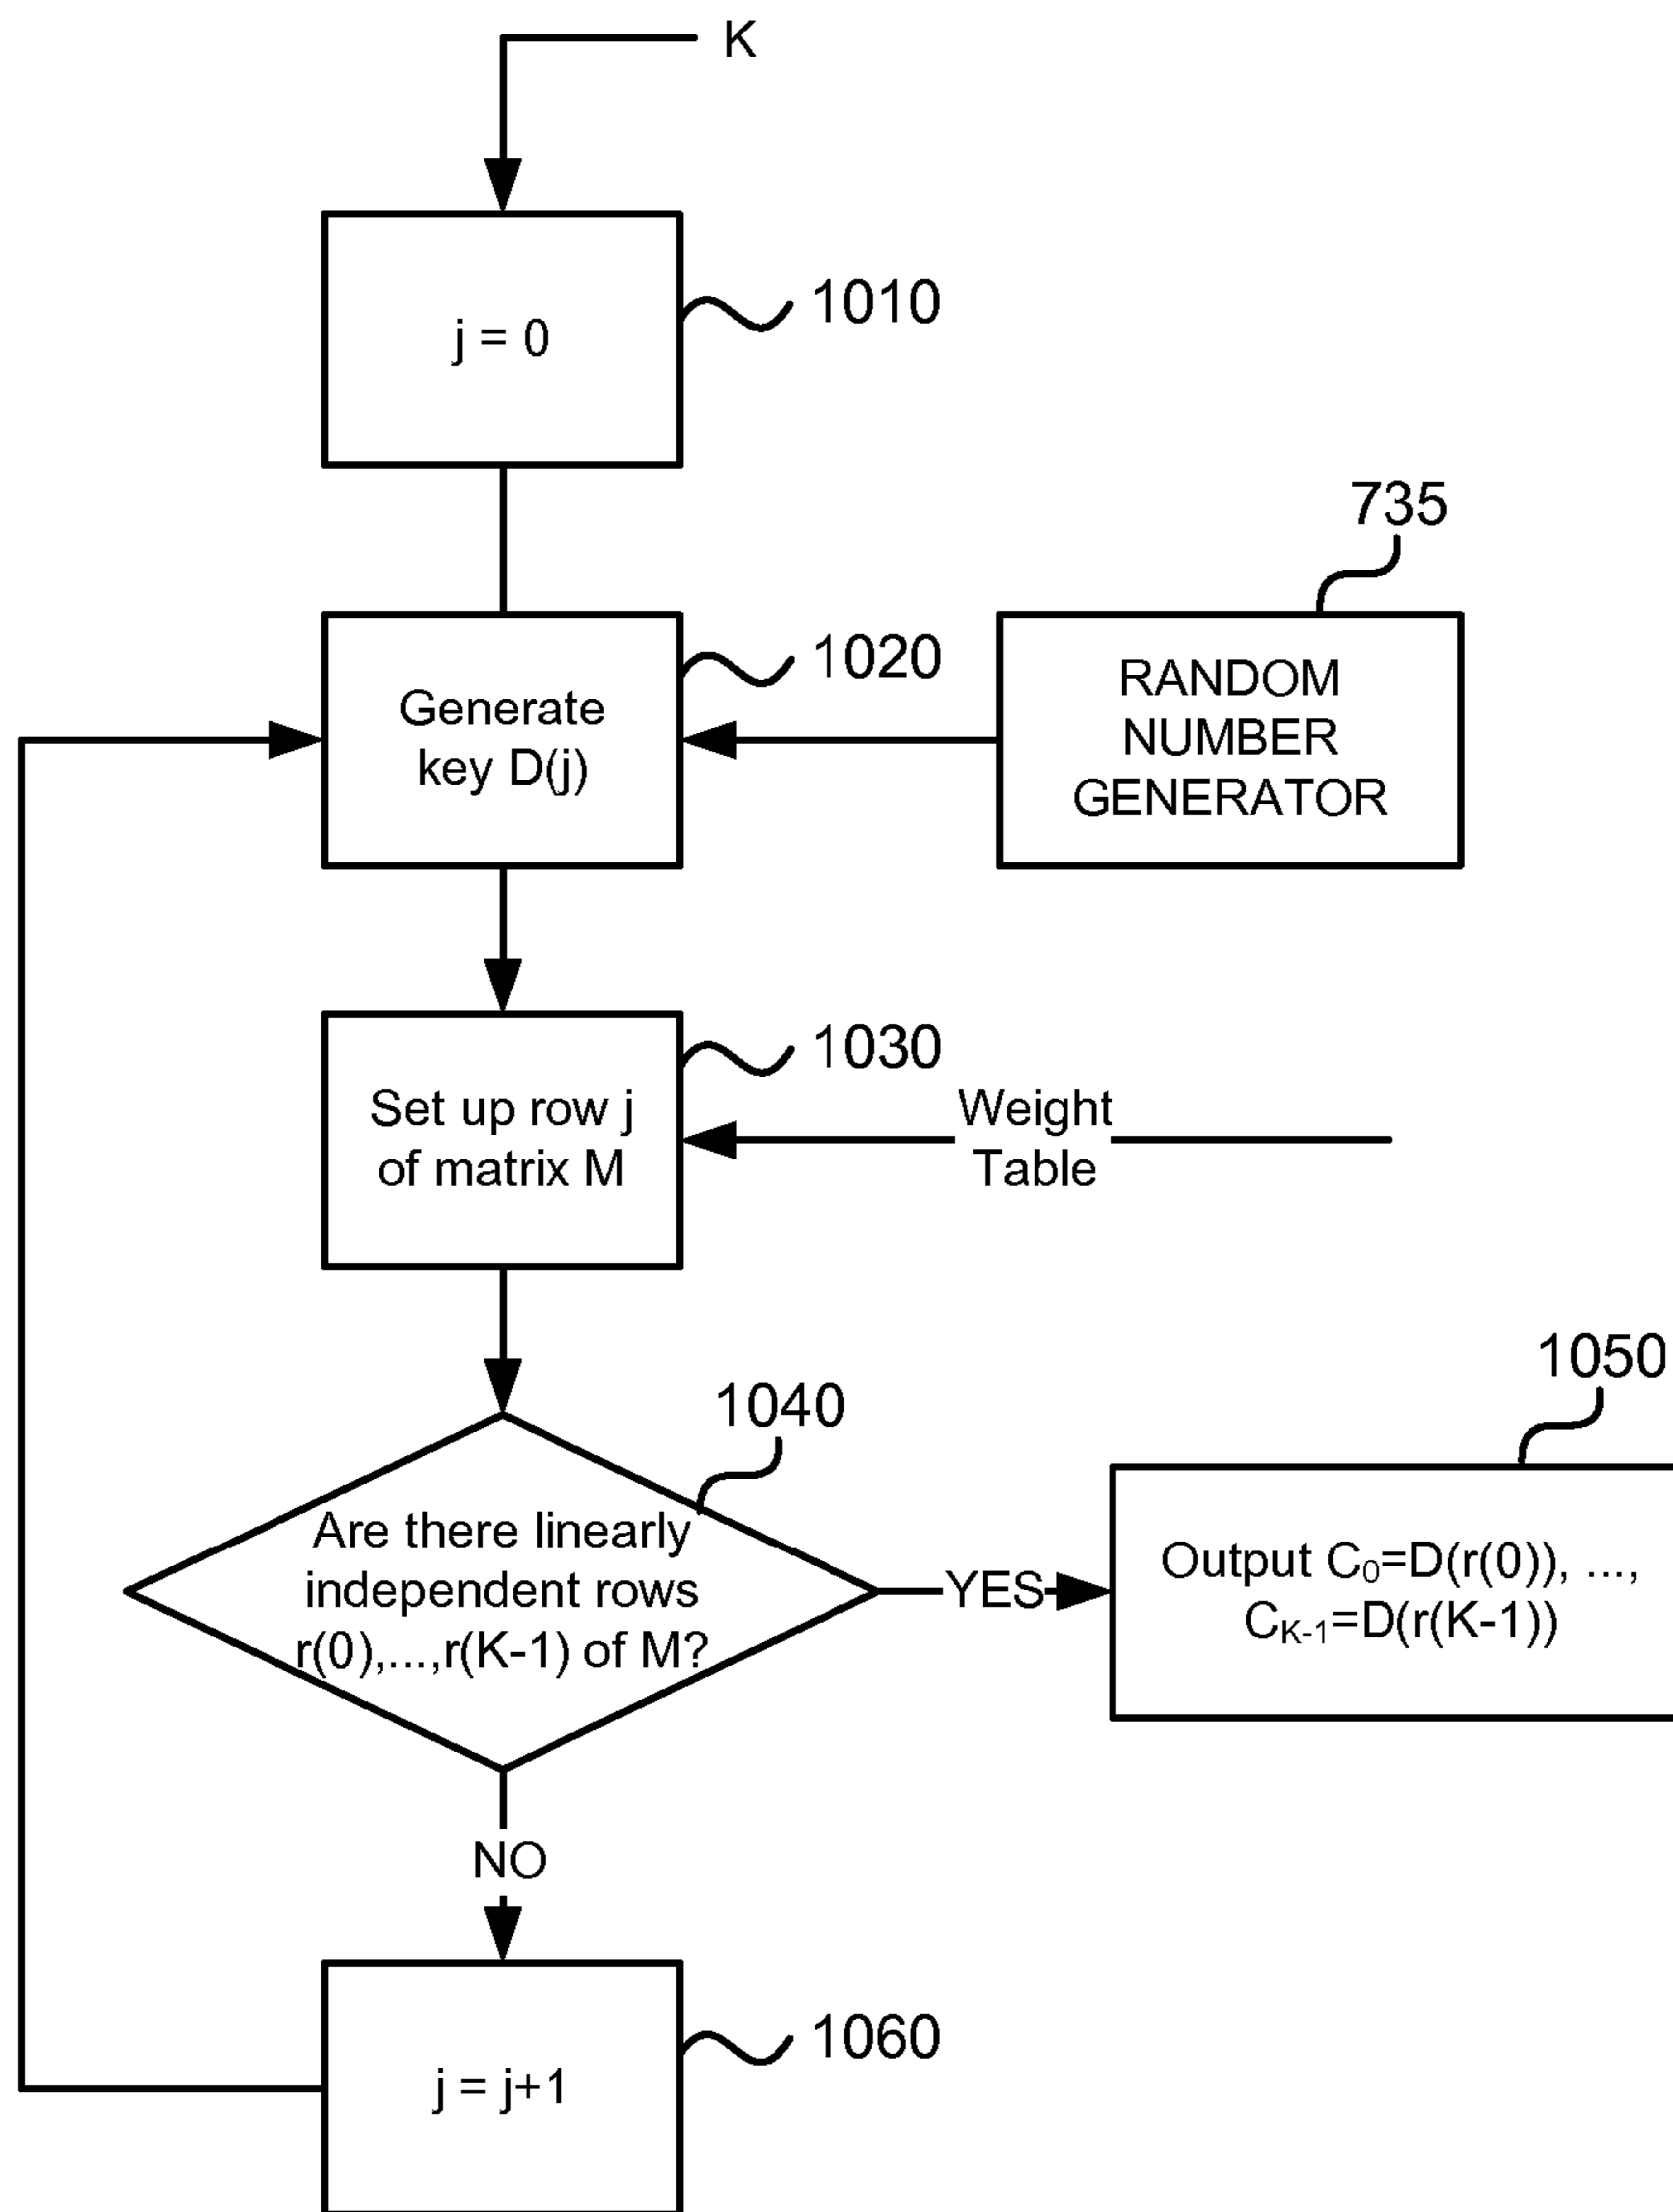 K
j = 0
1010
735
Generate
key D(j)
1020
RANDOM
NUMBER
GENERATOR
Set up row j
of matrix M
1030
Weight
Table
Are there linearly
independent rows
r(0),...,r(K-1) of M?
1040
YES
1050
Output C₀=D(r(0)), ...,
C_{K-1}=D(r(K-1))
NO
j = j+1
1060